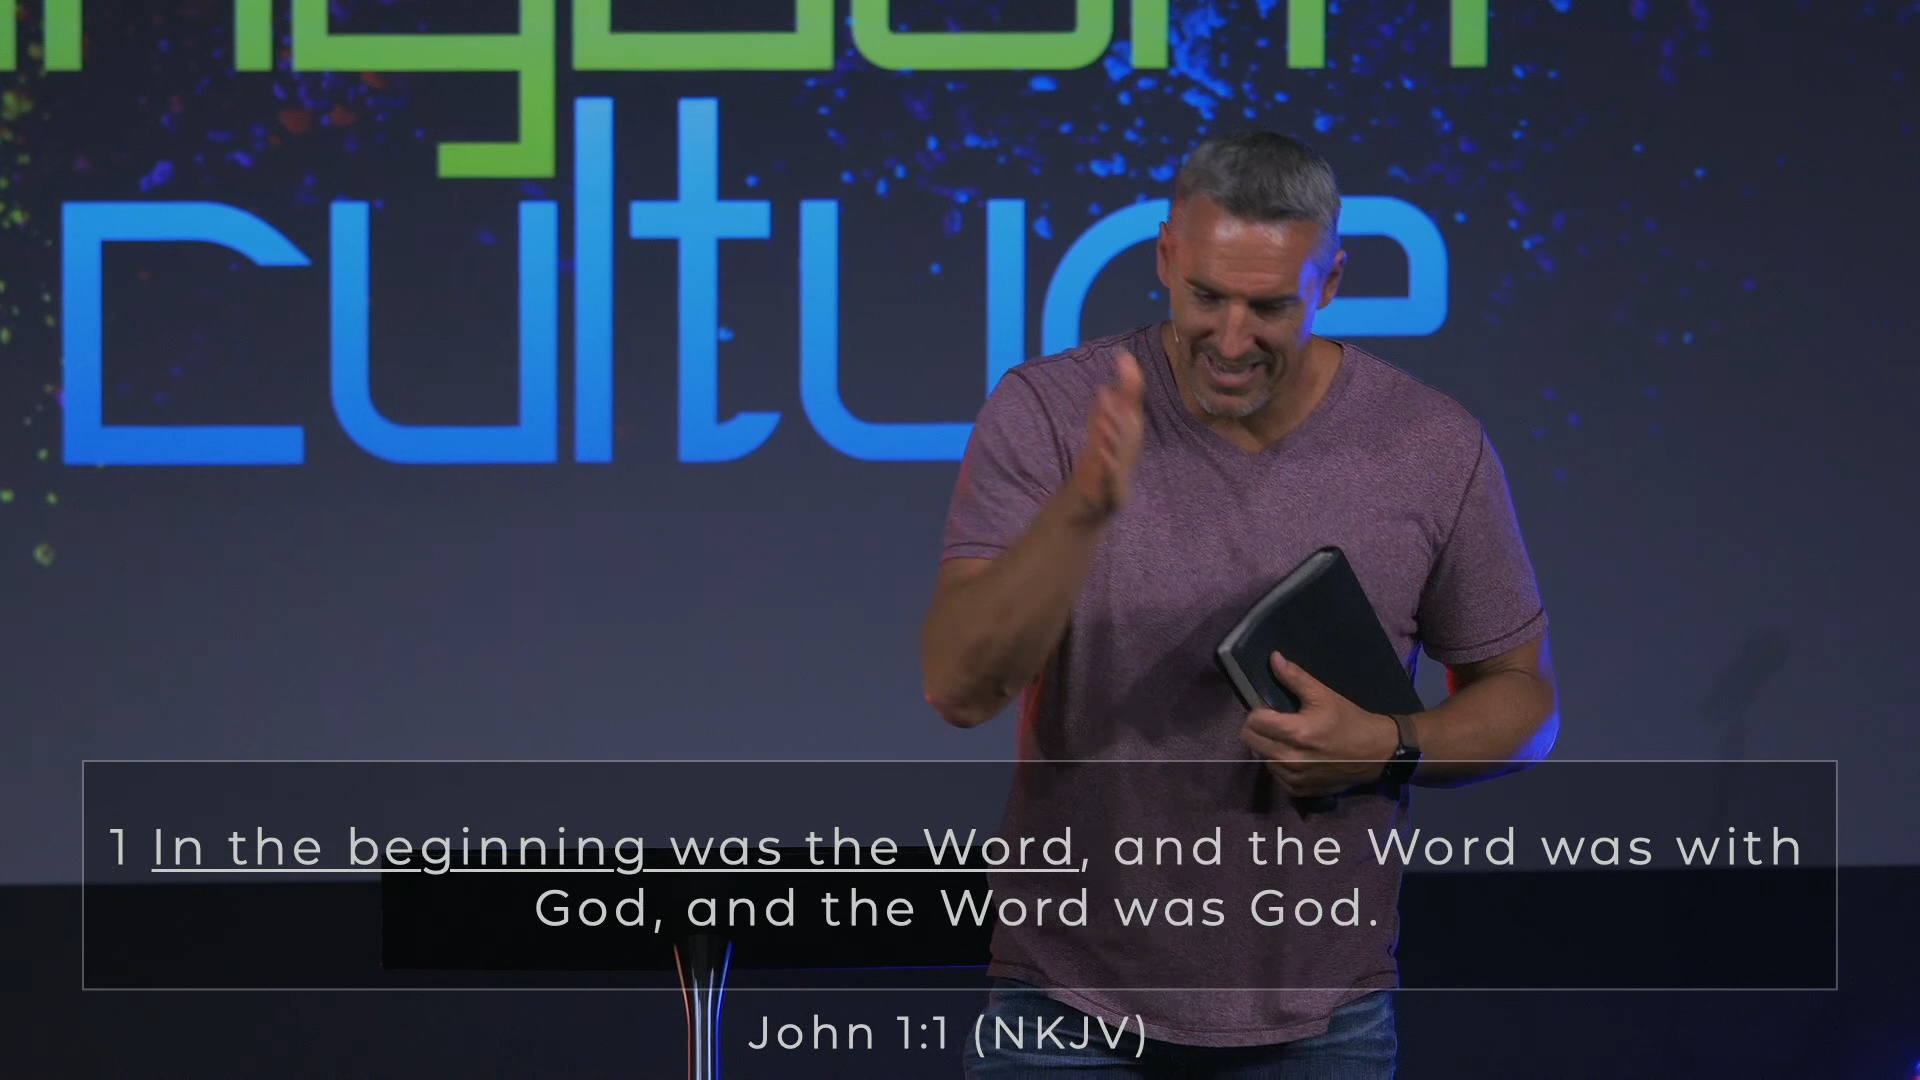 culture
1 In the beginning was the Word, and the Word was with
God, and the Word was God.
John 1:1 (NKJV)